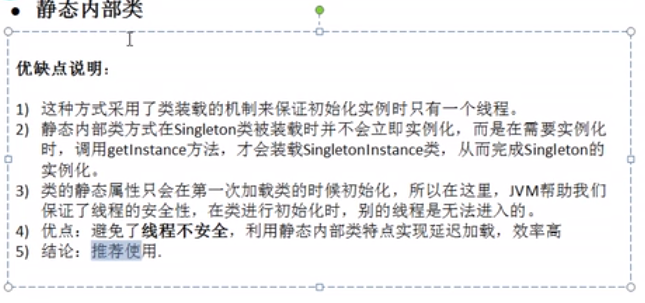 • 静态内部类
优缺点说明：
1) 这种方式采用了类装载的机制来保证初始化实例时只有一个线程。
2) 静态内部类方式在Singleton类被装载时并不会立即实例化，而是在需要实例化
时，调用getInstance方法，才会装载SingletonInstance类，从而完成Singleton的
实例化。
3) 类的静态属性只会在第一次加载类的时候初始化，所以在这里，JVM帮助我们
保证了线程的安全性，在类进行初始化时，别的线程是无法进入的。
4) 优点：避免了线程不安全，利用静态内部类特点实现延迟加载，效率高
5) 结论：推荐使用.